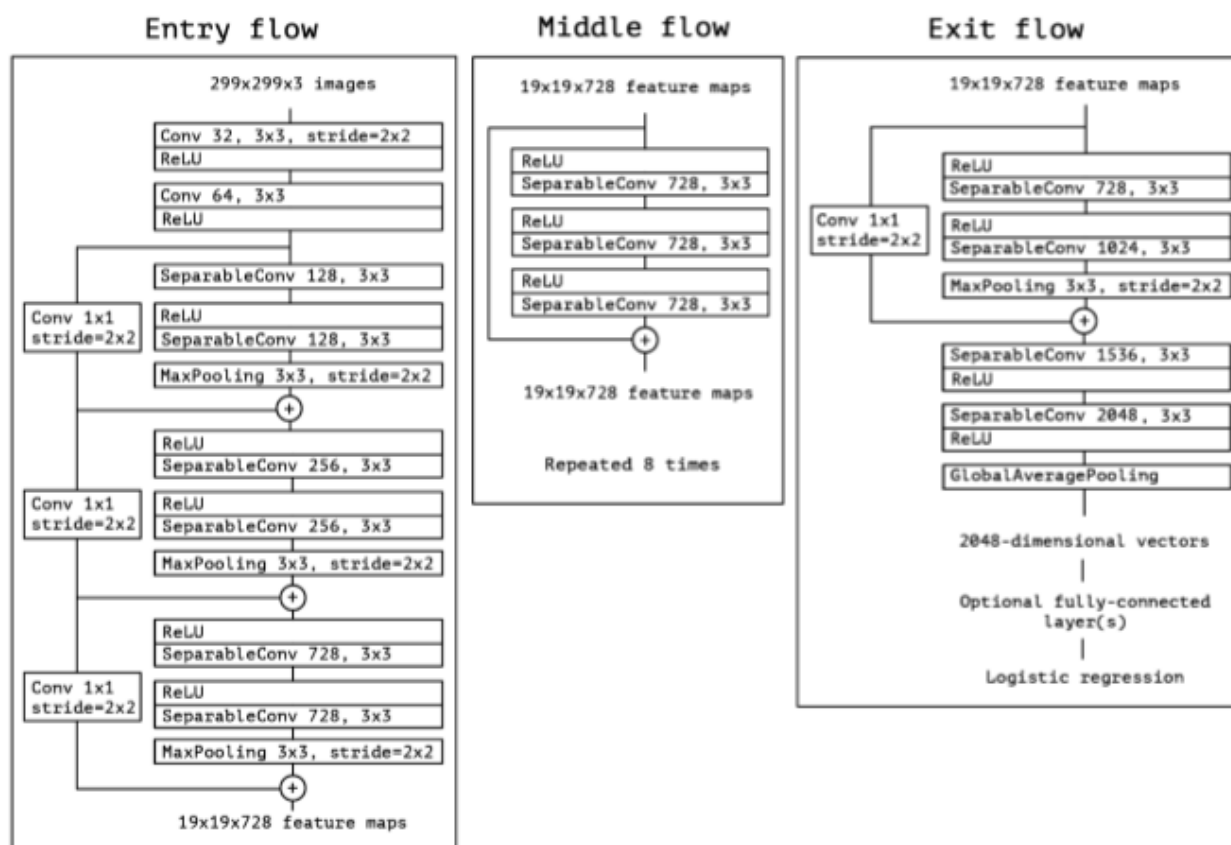 Entry flow
299x299x3 images
Conv 32, 3x3, stride=2x2
ReLU
Conv 64, 3x3
ReLU
SeparableConv 128, 3x3
Conv 1x1
stride=2x2
ReLU
SeparableConv 128, 3x3
MaxPooling 3x3, stride=2x2
+
ReLU
SeparableConv 256, 3x3
Conv 1x1
stride=2x2
ReLU
SeparableConv 256, 3x3
MaxPooling 3x3, stride=2x2
+
ReLU
SeparableConv 728, 3x3
Conv 1x1
stride=2x2
ReLU
SeparableConv 728, 3x3
MaxPooling 3x3, stride=2x2
+
19x19x728 feature maps
Middle flow
19x19x728 feature maps
ReLU
SeparableConv 728, 3x3
ReLU
SeparableConv 728, 3x3
ReLU
SeparableConv 728, 3x3
+
19x19x728 feature maps
Repeated 8 times
Exit flow
19x19x728 feature maps
ReLU
SeparableConv 728, 3x3
Conv 1x1
stride=2x2
ReLU
SeparableConv 1024, 3x3
MaxPooling 3x3, stride=2x2
+
SeparableConv 1536, 3x3
ReLU
SeparableConv 2048, 3x3
ReLU
GlobalAveragePooling
2048-dimensional vectors
Optional fully-connected
layer(s)
Logistic regression